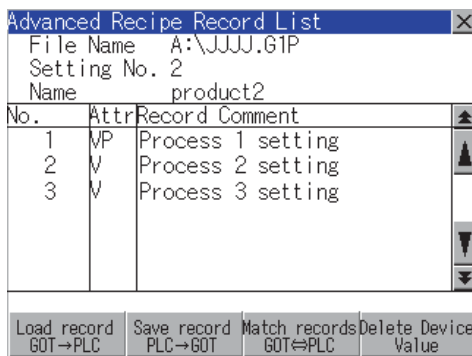 Advanced Recipe Record List
File Name A:\JJJJ.G1P
Setting No. 2
Name product2
No. Attr Record Comment
1 VP Process 1 setting
2 V Process 2 setting
3 V Process 3 setting
Load record Save record Match records Delete Device
GOT→PLC PLC→GOT GOT⇔PLC Value